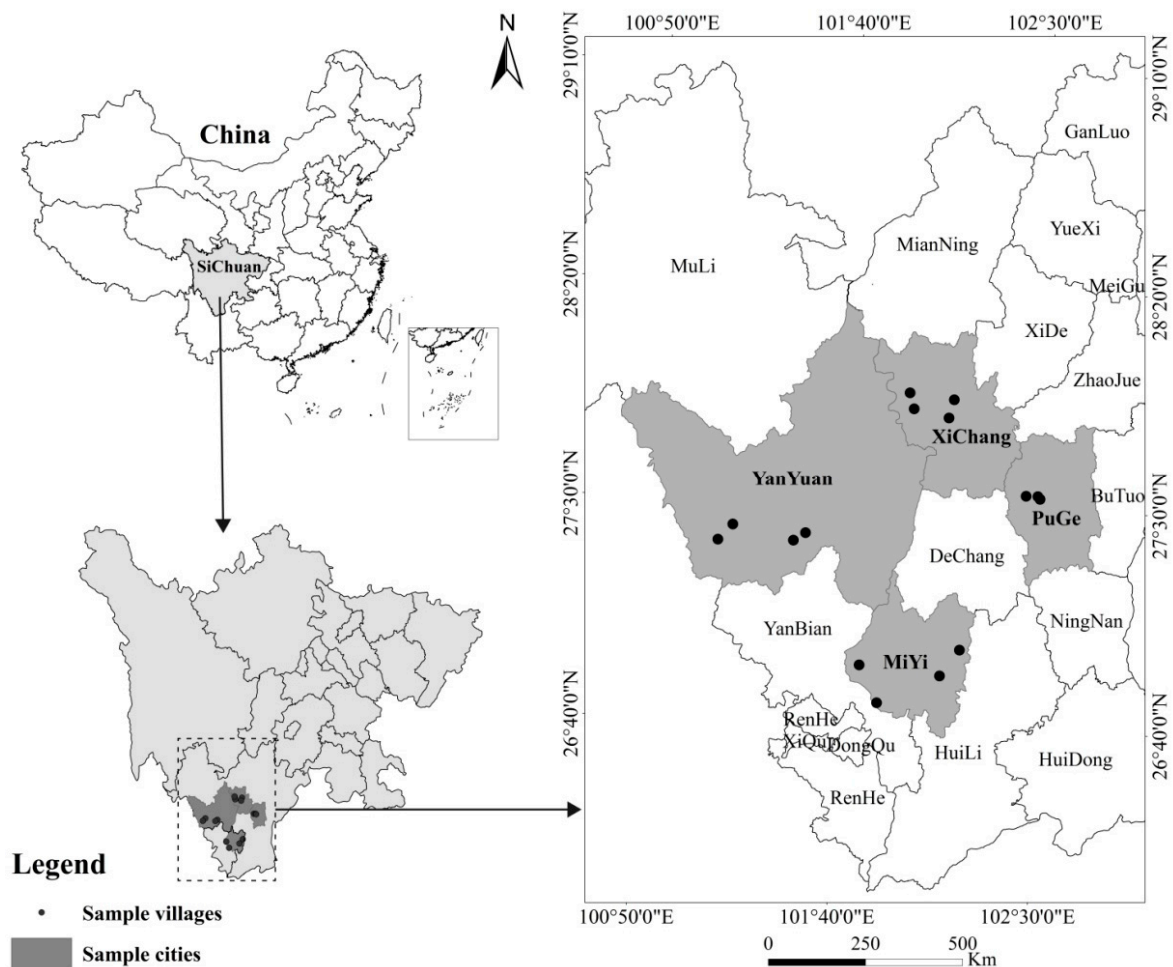 N
China
SiChuan
Legend
Sample villages
Sample cities
100°50'0"E
101°40'0"E
102°30'0"E
29°10'0"N
28°20'0"N
27°30'0"N
26°40'0"N
29°10'0"N
28°20'0"N
27°30'0"N
26°40'0"N
GanLuo
YueXi
MianNing
MuLi
MeiGu
XiDe
ZhaoJue
XiChang
YanYuan
BuTuo
PuGe
DeChang
NingNan
YanBian
MiYi
RenHe
XiQu
DongQu
HuiLi
HuiDong
RenHe
100°50'0"E
101°40'0"E
102°30'0"E
0 250 500
Km